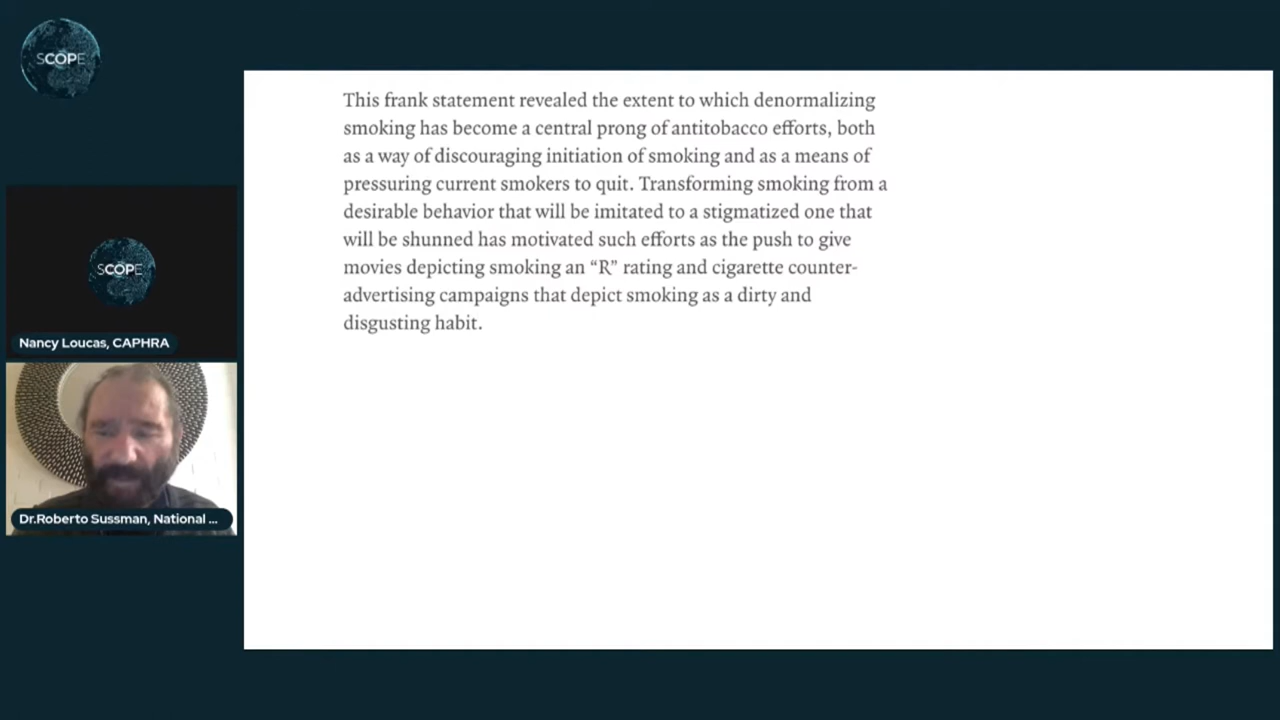 SCOPE
This frank statement revealed the extent to which denormalizing
smoking has become a central prong of antitobacco efforts, both
as a way of discouraging initiation of smoking and as a means of
pressuring current smokers to quit. Transforming smoking from a
desirable behavior that will be imitated to a stigmatized one that
will be shunned has motivated such efforts as the push to give
movies depicting smoking an “R” rating and cigarette counter-
advertising campaigns that depict smoking as a dirty and
disgusting habit.
SCOPE
Nancy Loucas, CAPHRA
Dr.Roberto Sussman, National ...